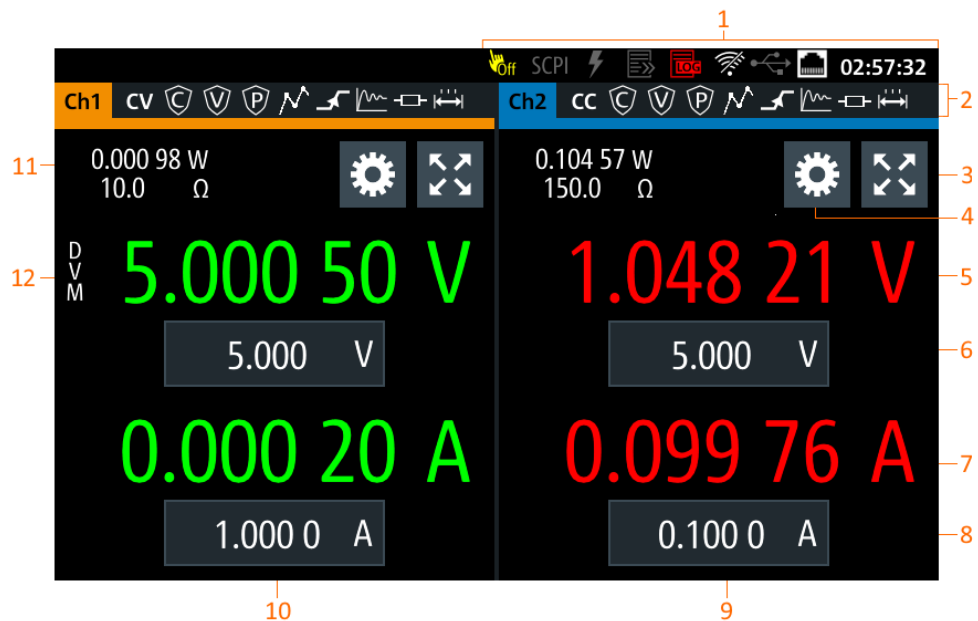 1
Off SCPI LOG 02:57:32
Ch1 CV C V P Ch2 CC C V P 2
11 0.000 98 W 0.104 57 W 3
10.0 Ω 150.0 Ω
4
12 DVM 5.000 50 V 1.048 21 V 5
5.000 V 5.000 V 6
0.000 20 A 0.099 76 A 7
1.000 0 A 0.100 0 A 8
10 9